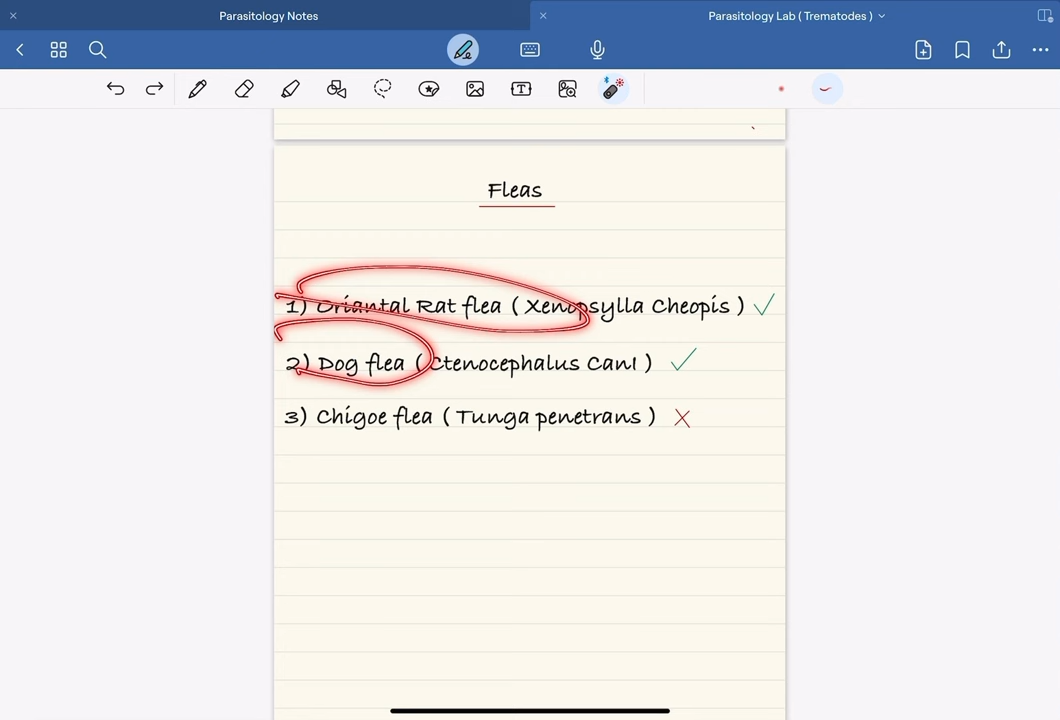 Parasitology Notes
Parasitology Lab ( Trematodes )
Fleas
1) Oriantal Rat flea ( Xenopsylla Cheopis )
2) Dog flea ( Ctenocephalus CanI )
3) Chigoe flea ( Tunga penetrans ) X